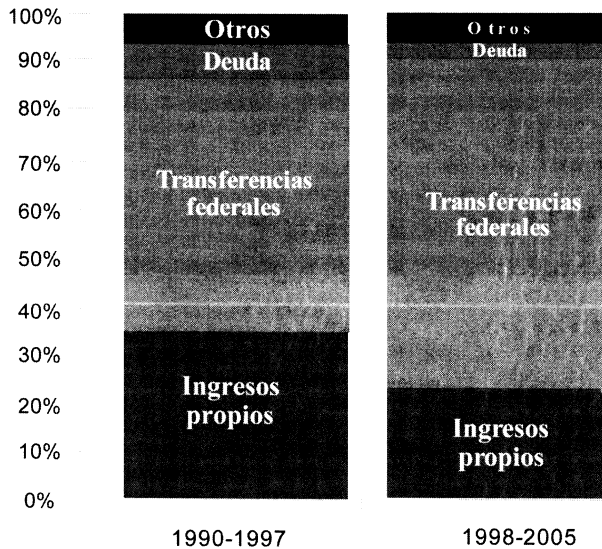 100%
90%
80%
70%
60%
50%
40%
30%
20%
10%
0%
Otros
Deuda
Transferencias
federales
Ingresos
propios
1990-1997
Otros
Deuda
Transferencias
federales
Ingresos
propios
1998-2005